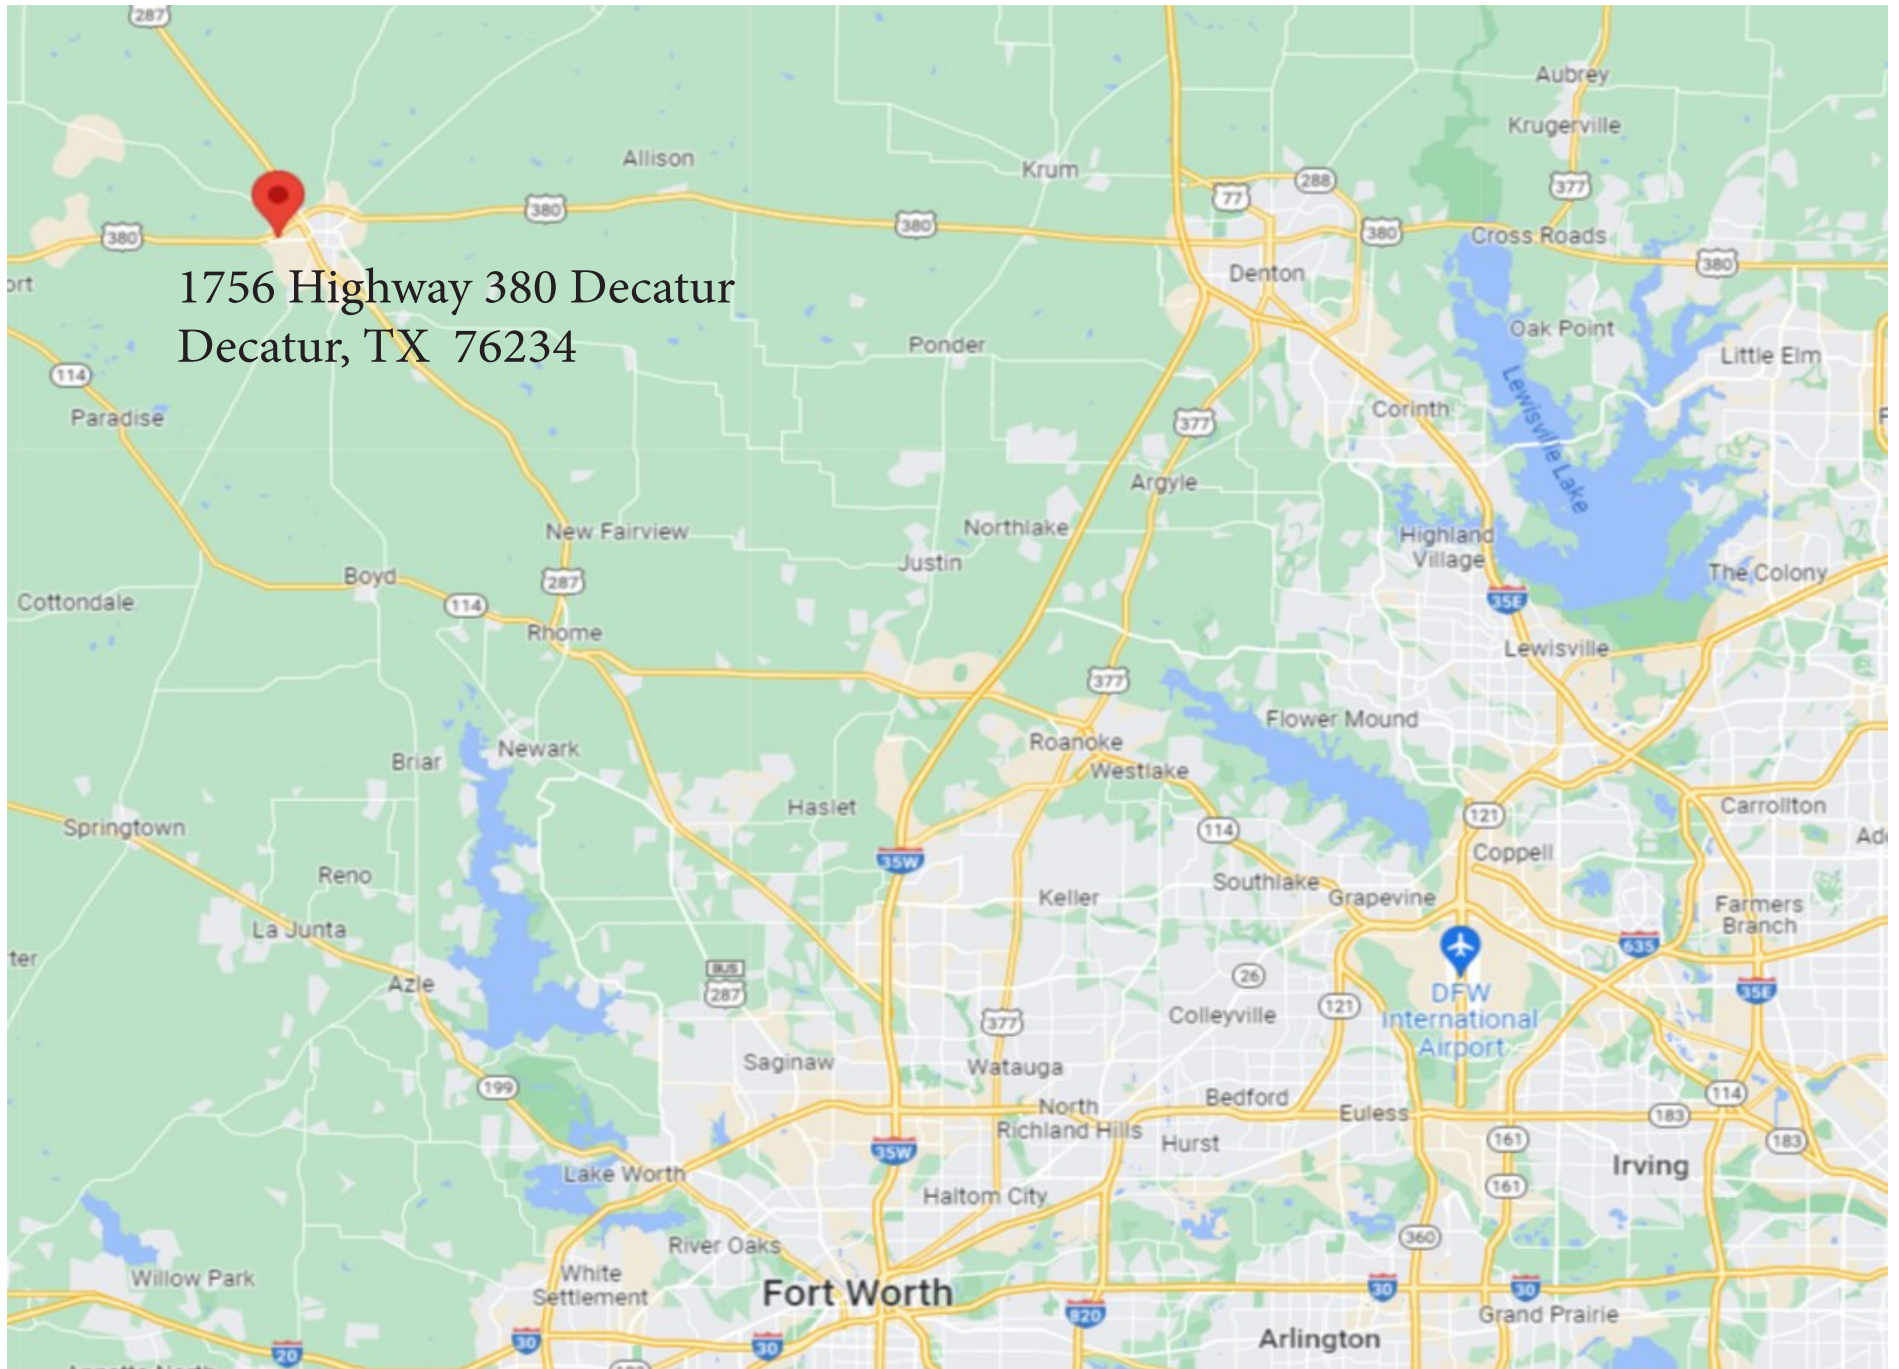 287
Aubrey
Krugerville
Allison
Krum
288
377
77
380
380
380
380
Cross Roads
380
Denton
ort
1756 Highway 380 Decatur
Decatur, TX 76234
Oak Point
Ponder
Little Elm
114
Lewisville Lake
Paradise
Corinth
377
Argyle
Northlake
New Fairview
Highland
Village
Justin
The Colony
Boyd
287
Cottondale
114
35E
Rhome
Lewisville
377
Flower Mound
Roanoke
Newark
Briar
Westlake
Haslet
Carrollton
121
Springtown
114
Coppell
35W
Reno
Southlake
Keller
Grapevine
Farmers
Branch
La Junta
635
ter
BUS
287
26
Azle
35E
DFW
International
Airport
121
Colleyville
377
Saginaw
Watauga
199
114
Bedford
North
Richland Hills
Euless
183
Hurst
161
183
35W
Irving
Lake Worth
161
Haltom City
360
River Oaks
Willow Park
White
Settlement
Fort Worth
30
30
820
Grand Prairie
Arlington
30
30
20